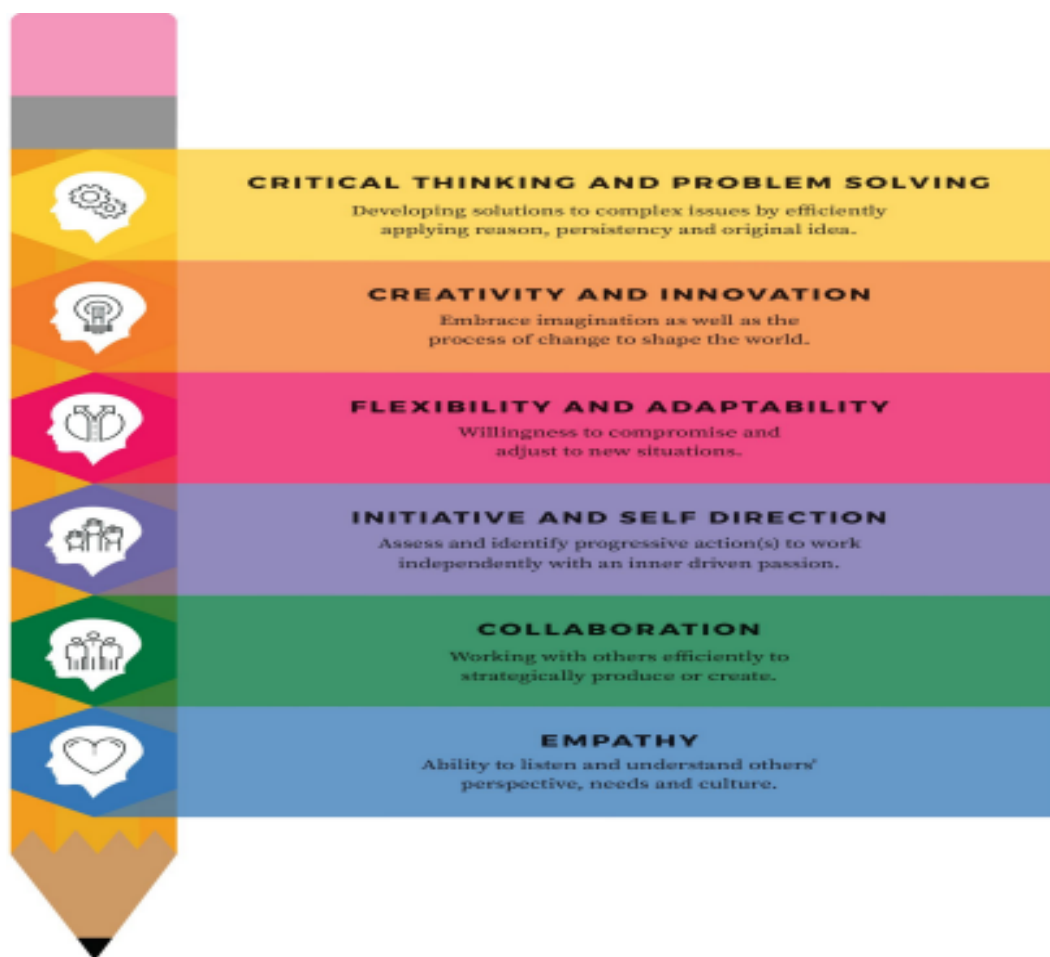 CRITICAL THINKING AND PROBLEM SOLVING
Developing solutions to complex issues by efficiently
applying reason, persistency and original idea.
CREATIVITY AND INNOVATION
Embrace imagination as well as the
process of change to shape the world.
FLEXIBILITY AND ADAPTABILITY
Willingness to compromise and
adjust to new situations.
INITIATIVE AND SELF DIRECTION
Assess and identify progressive action(s) to work
independently with an inner driven passion.
COLLABORATION
Working with others efficiently to
strategically produce or create.
EMPATHY
Ability to listen and understand others'
perspective, needs and culture.